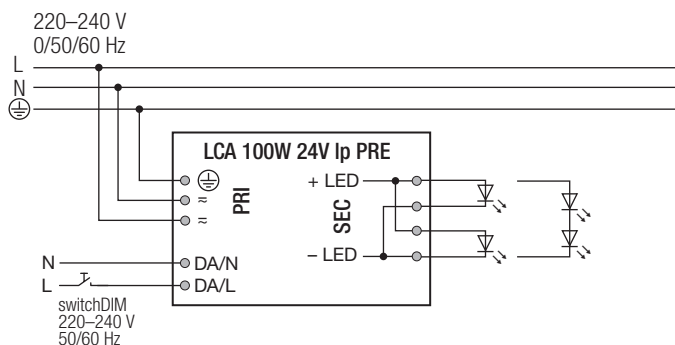 220–240 V
0/50/60 Hz
L
N
LCA 100W 24V lp PRE
PRI
≂
≂
+ LED
SEC
– LED
N
DA/N
L
DA/L
switchDIM
220–240 V
50/60 Hz